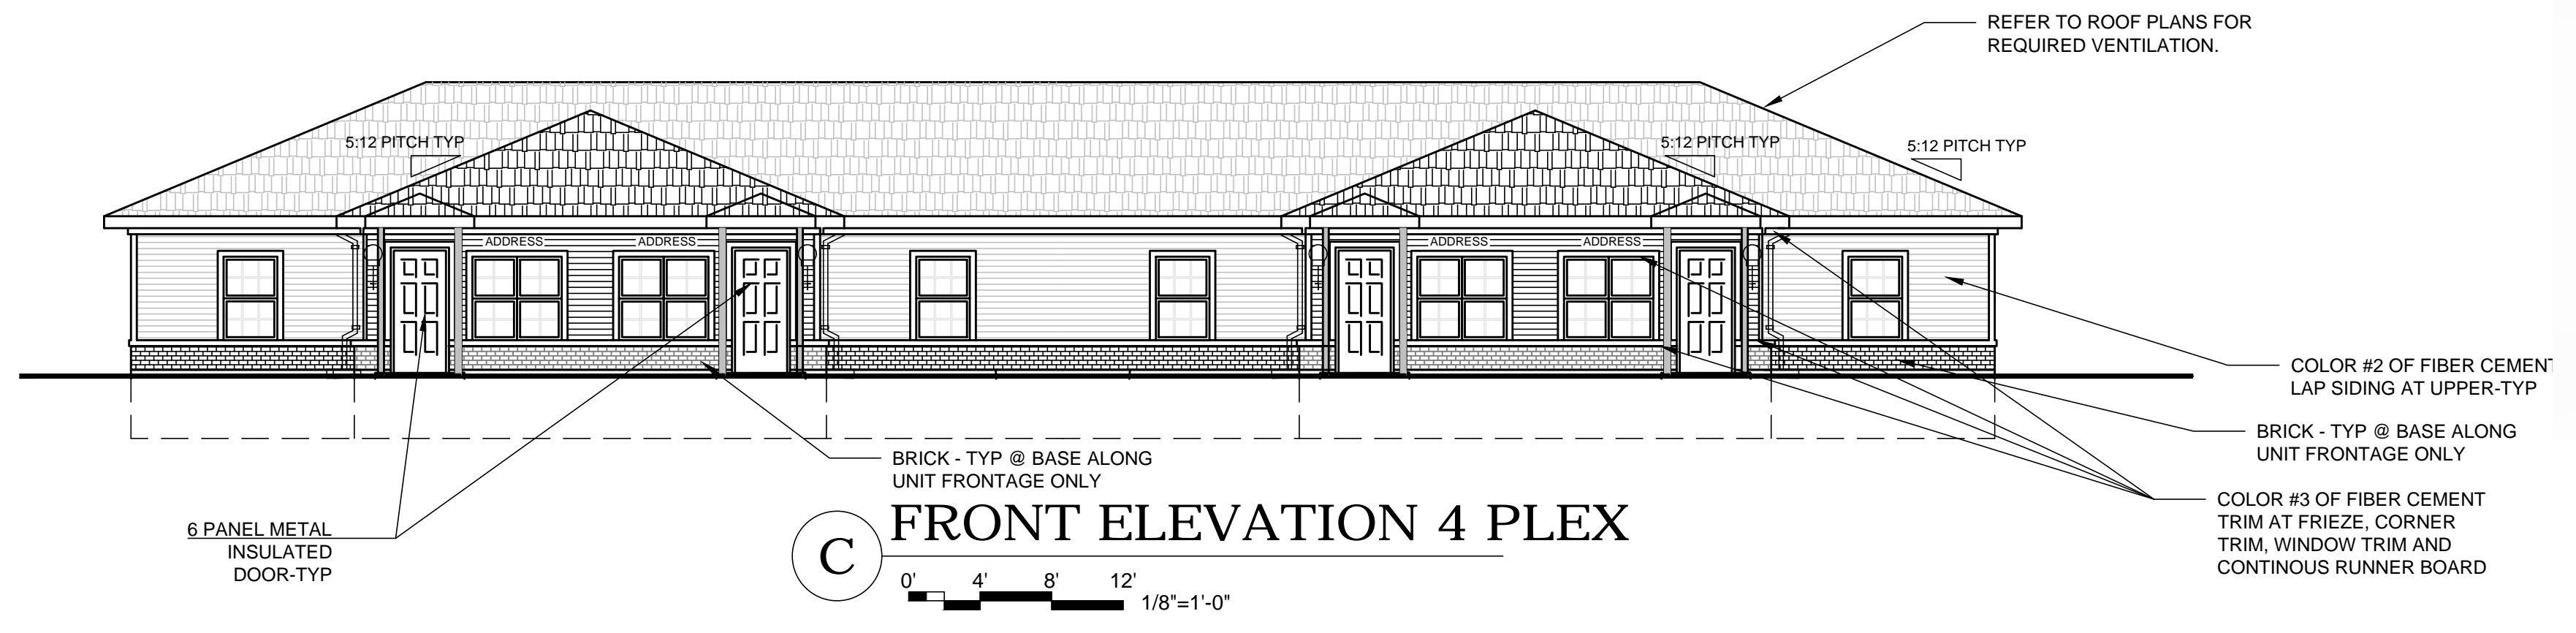 REFER TO ROOF PLANS FOR
REQUIRED VENTILATION.
5:12 PITCH TYP
5:12 PITCH TYP
5:12 PITCH TYP
ADDRESS
ADDRESS
ADDRESS
ADDRESS
COLOR #2 OF FIBER CEMENT
LAP SIDING AT UPPER-TYP
BRICK - TYP @ BASE ALONG
UNIT FRONTAGE ONLY
BRICK - TYP @ BASE ALONG
UNIT FRONTAGE ONLY
COLOR #3 OF FIBER CEMENT
TRIM AT FRIEZE, CORNER
TRIM, WINDOW TRIM AND
CONTINOUS RUNNER BOARD
6 PANEL METAL
INSULATED
DOOR-TYP
C
FRONT ELEVATION 4 PLEX
0' 4' 8' 12'
1/8"=1'-0"